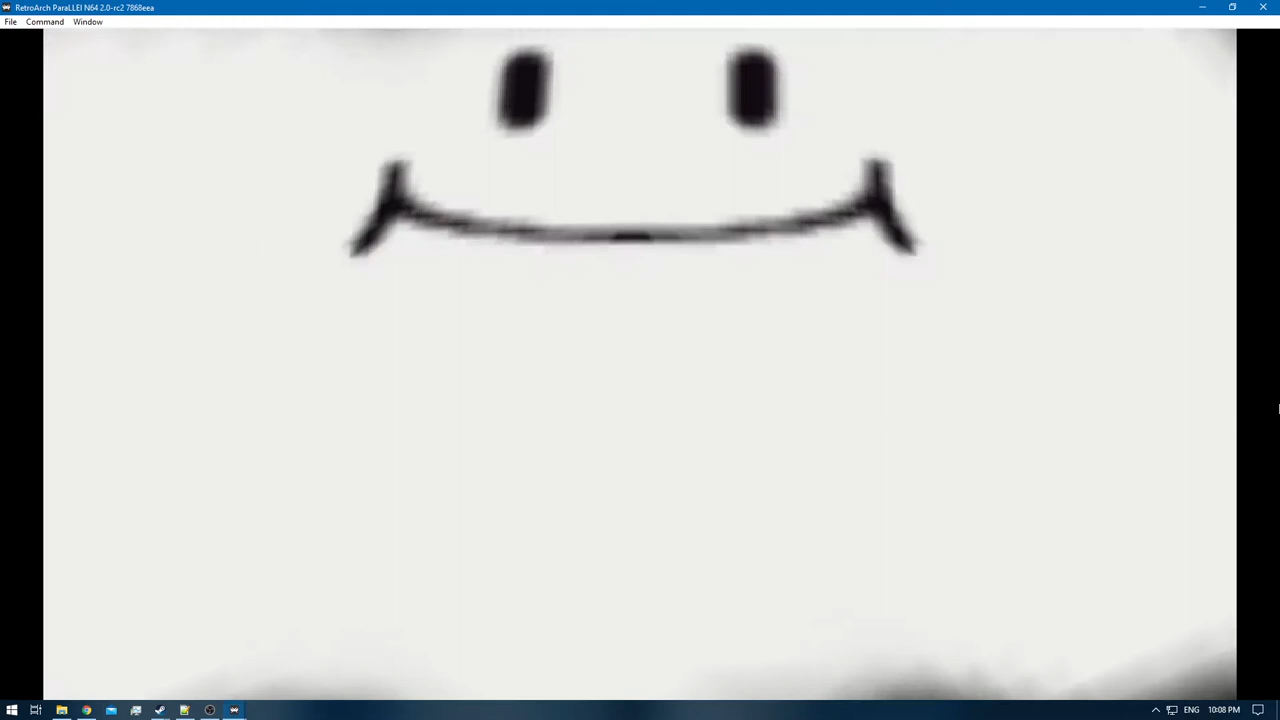 RetroArch ParaLLEl N64 2.0-rc2 7868eea
File Command Window
ENG 10:08 PM